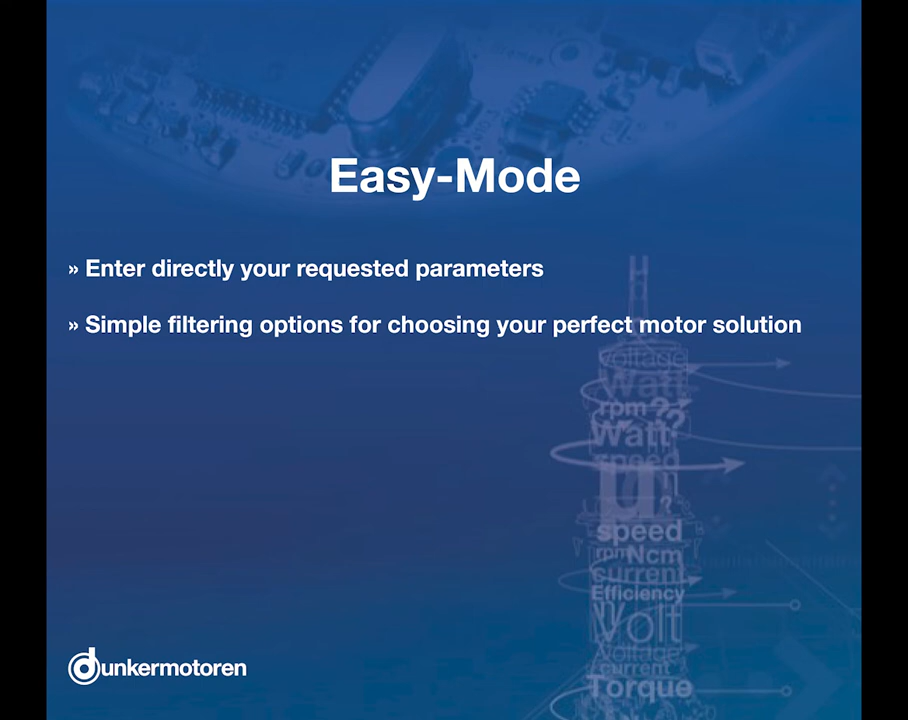 Easy-Mode
» Enter directly your requested parameters
» Simple filtering options for choosing your perfect motor solution
voltage
Watt
rpm ??
Watt
speed
u
?
speed
rpm Ncm
current
Efficiency
Volt
Voltage
current
Torque
dunkermotoren